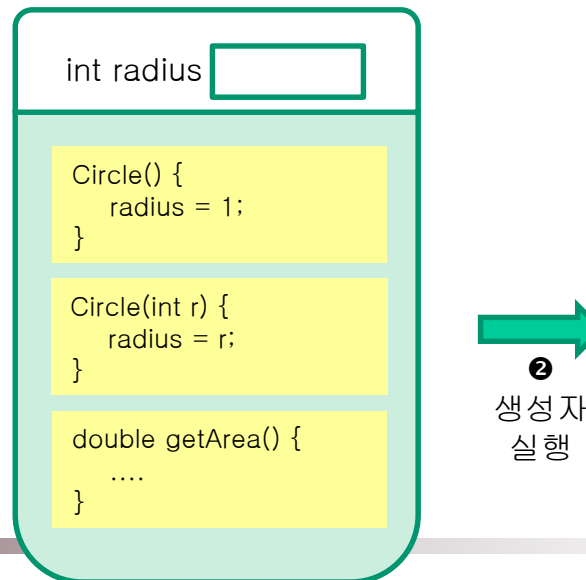 int radius
Circle() {
radius = 1;
}
Circle(int r) {
radius = r;
}
double getArea() {
....
}
❷
생성자
실행